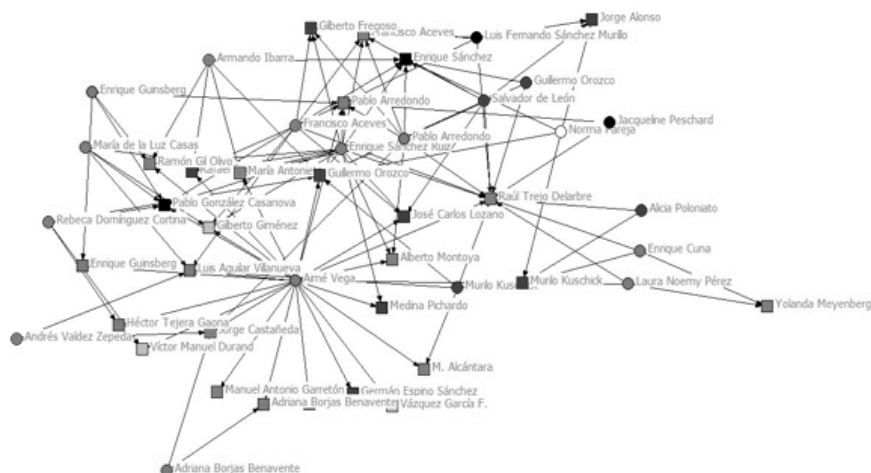 Gilberto Fregoso
Jorge Alonso
Francisco Aceves
Luis Fernando Sánchez Murilo
Armando Ibarra
Enrique Sánchez
Guillermo Orozco
Enrique Guinsberg
Pablo Arredondo
Salvador de León
Jacqueline Peschard
Francisco Aceves
Norma Pareja
Pablo Arredondo
María de la Luz Casas
Enrique Sánchez Ruiz
Ramón Gil Olivo
Rafael
María Antonie
Guillermo Orozco
Raúl Trejo Delarbre
Pablo González Casanova
Alicia Poloniato
José Carlos Lozano
Rebeca Domínguez Cortina
Gilberto Giménez
Enrique Cuna
Alberto Montoya
Enrique Guinsberg
Luis Aguilar Villanueva
Aimé Vega
Murilo Kuschick
Laura Noemy Pérez
Yolanda Meyenberg
Medina Pichardo
Héctor Tejera Gaona
Jorge Castañeda
Andrés Valdez Zepeda
Víctor Manuel Durand
M. Alcántara
Manuel Antonio Garretón
Germán Espino Sánchez
Adriana Borjas Benavente
Vázquez García F.
Adriana Borjas Benavente